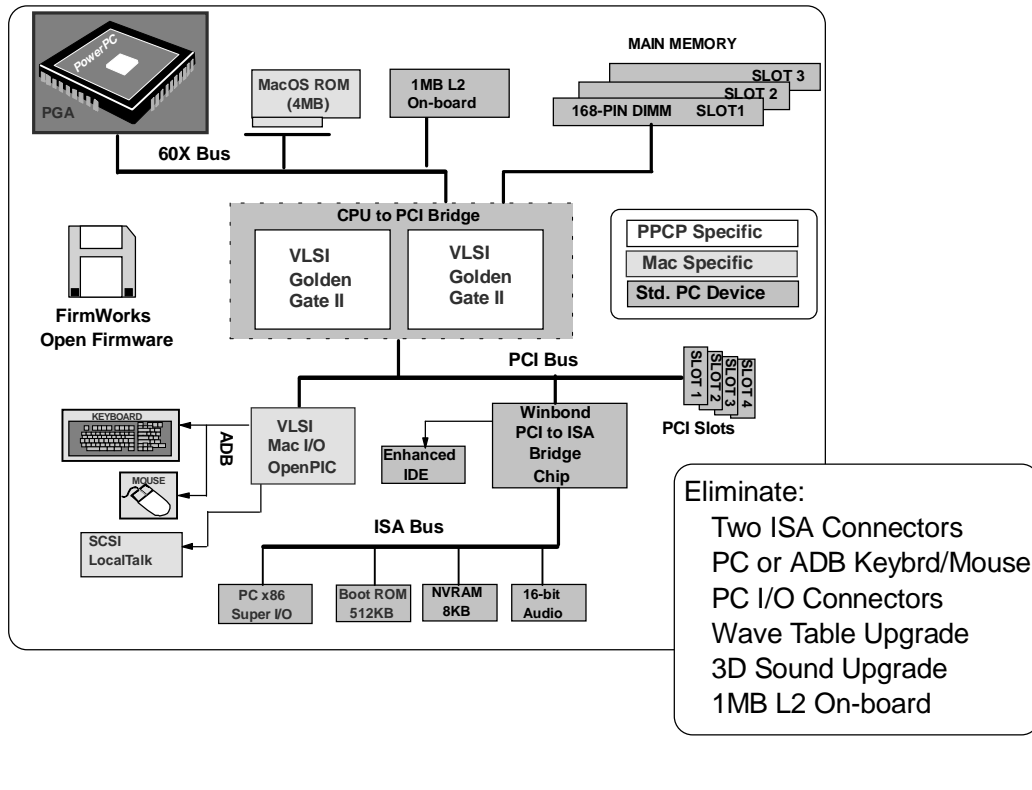 PowerPC
PGA
MacOS ROM
(4MB)
1MB L2
On-board
MAIN MEMORY
SLOT 3
SLOT 2
168-PIN DIMM SLOT1
60X Bus
CPU to PCI Bridge
VLSI
Golden
Gate II
VLSI
Golden
Gate II
PPCP Specific
Mac Specific
Std. PC Device
FirmWorks
Open Firmware
PCI Bus
SLOT 1
SLOT 2
SLOT 3
SLOT 4
PCI Slots
KEYBOARD
ADB
MOUSE
VLSI
Mac I/O
OpenPIC
Enhanced
IDE
Winbond
PCI to ISA
Bridge
Chip
SCSI
LocalTalk
ISA Bus
PC x86
Super I/O
Boot ROM
512KB
NVRAM
8KB
16-bit
Audio
Eliminate:
Two ISA Connectors
PC or ADB Keybrd/Mouse
PC I/O Connectors
Wave Table Upgrade
3D Sound Upgrade
1MB L2 On-board